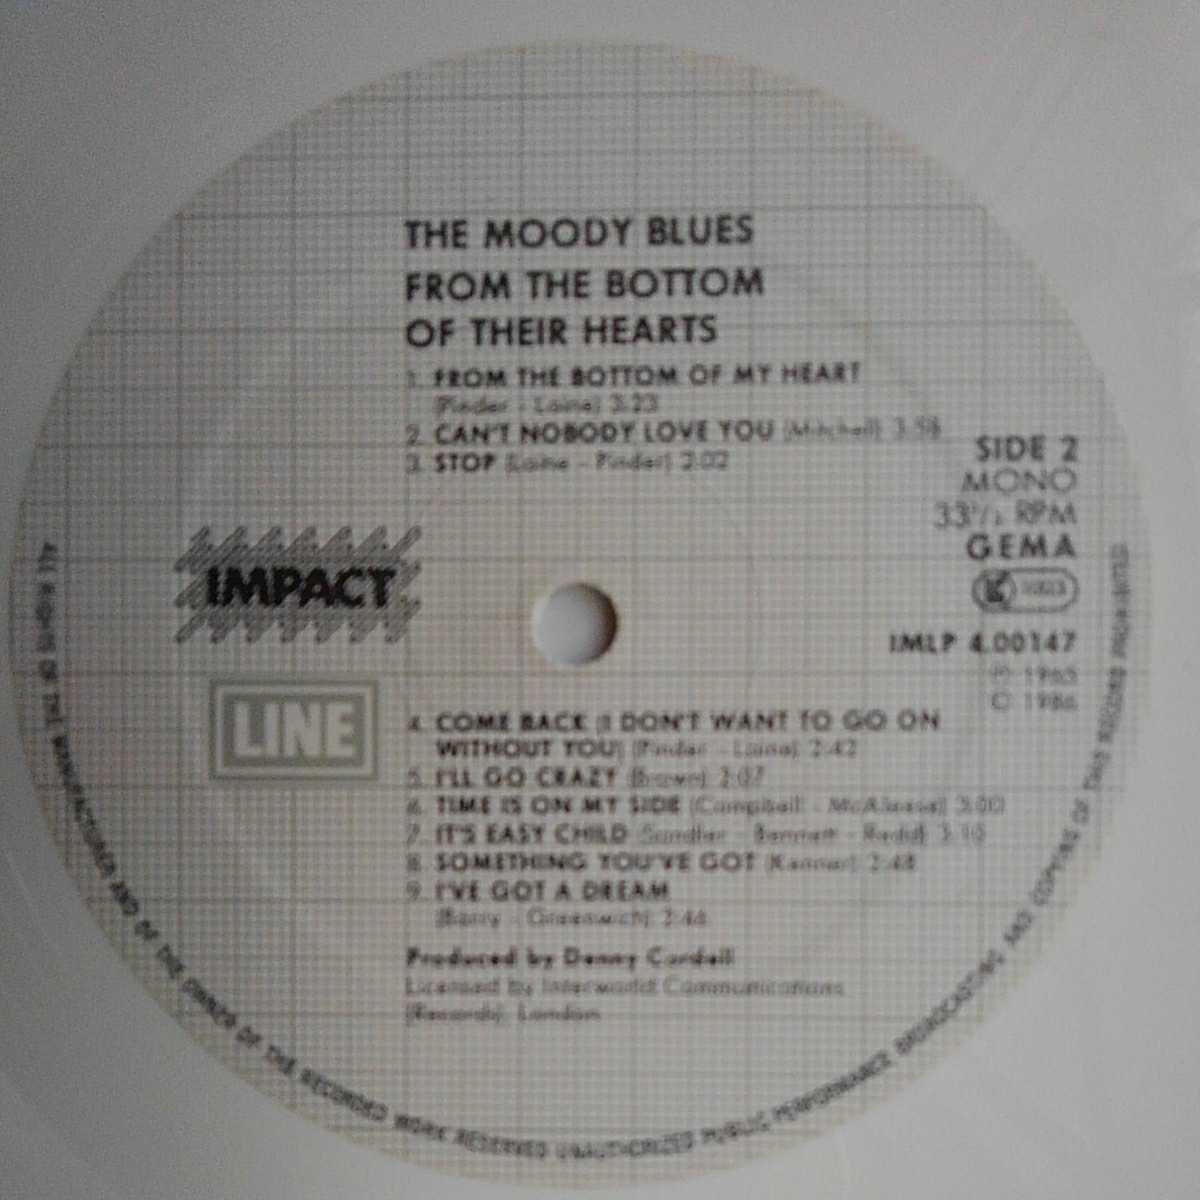 THE MOODY BLUES
FROM THE BOTTOM
OF THEIR HEARTS
1. FROM THE BOTTOM OF MY HEART
(Pinder - Laine) 3:23
2. CAN'T NOBODY LOVE YOU (Mitchell) 3:58
3. STOP (Laine - Pinder) 2:02
SIDE 2
MONO
33⅓ RPM
GEMA
IMLP 4.00147
℗ 1965
© 1986
IMPACT
LINE
4. COME BACK (I DON'T WANT TO GO ON
WITHOUT YOU) (Pinder - Laine) 2:42
5. I'LL GO CRAZY (Brown) 2:07
6. TIME IS ON MY SIDE (Campbell - McAleese) 3:00
7. IT'S EASY CHILD (Sandler - Bennett - Redd) 3:10
8. SOMETHING YOU'VE GOT (Kenner) 2:48
9. I'VE GOT A DREAM
(Barry - Greenwich) 2:46
Produced by Denny Cordell
Licensed by Interworld Communications
(Records), London
ALL RIGHTS OF THE MANUFACTURER AND OF THE OWNER OF THE RECORDED WORK RESERVED UNAUTHORIZED PUBLIC PERFORMANCE BROADCASTING AND COPYING OF THIS RECORD PROHIBITED